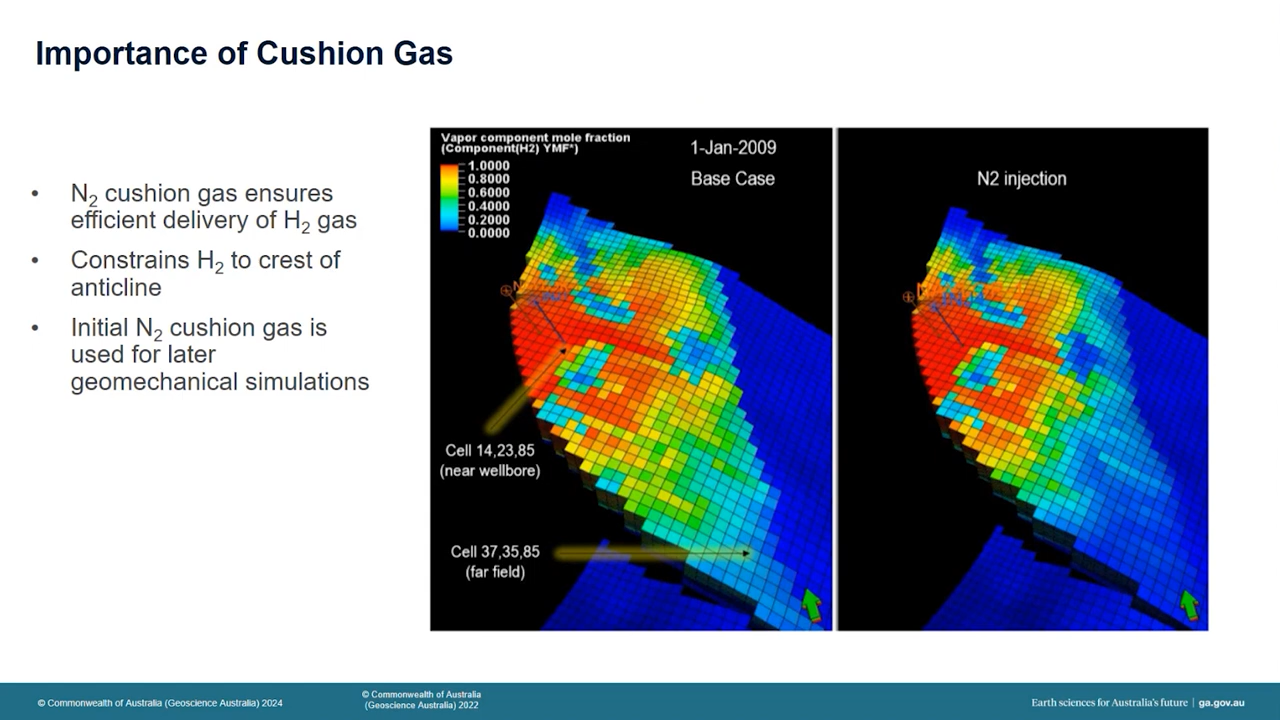 Importance of Cushion Gas
• N₂ cushion gas ensures
efficient delivery of H₂ gas
• Constrains H₂ to crest of
anticline
• Initial N₂ cushion gas is
used for later
geomechanical simulations
Vapor component mole fraction
(Component(H2) YMF*)
1.0000
0.8000
0.6000
0.4000
0.2000
0.0000
1-Jan-2009
Base Case
Cell 14,23,85
(near wellbore)
Cell 37,35,85
(far field)
N2 injection
© Commonwealth of Australia (Geoscience Australia) 2024
© Commonwealth of Australia
(Geoscience Australia) 2022
Earth sciences for Australia's future | ga.gov.au